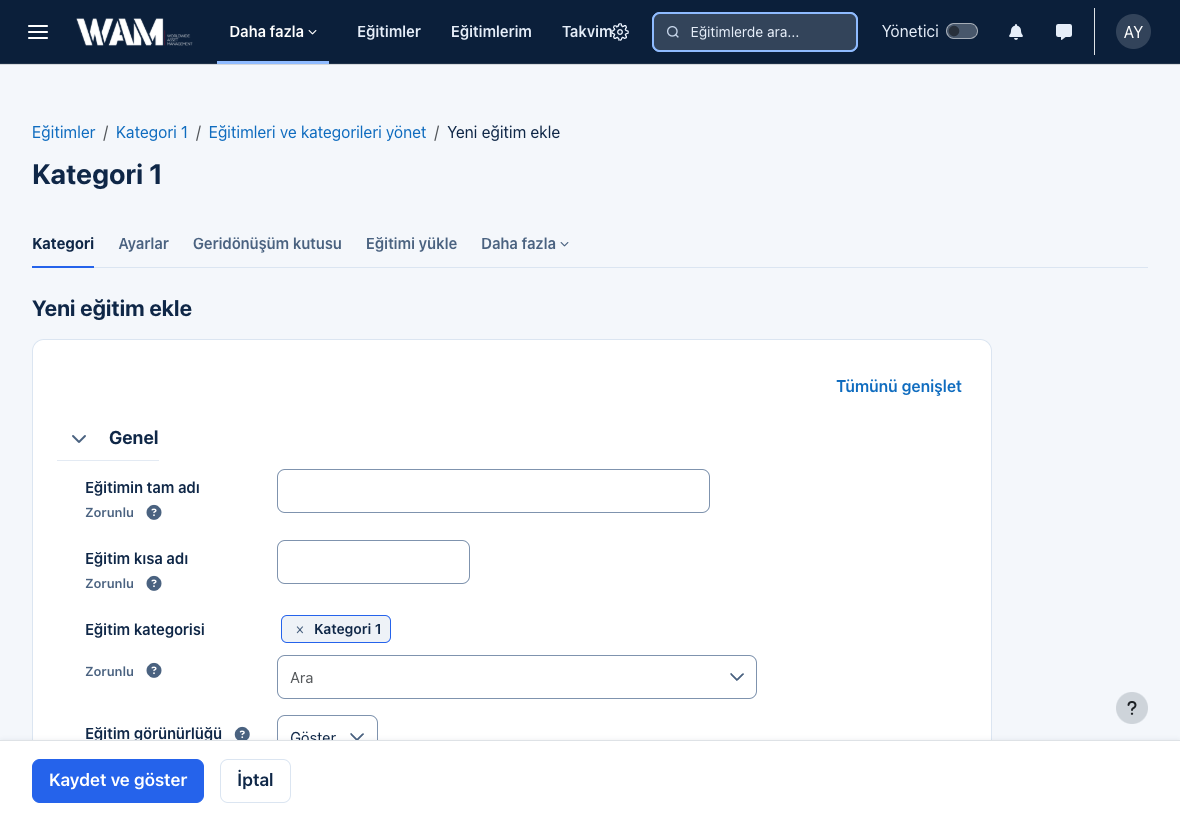 WAM WORLDWIDE ASSET MANAGEMENT Daha fazla Eğitimler Eğitimlerim Takvim Eğitimlerde ara... Yönetici AY
Eğitimler / Kategori 1 / Eğitimleri ve kategorileri yönet / Yeni eğitim ekle
Kategori 1
Kategori Ayarlar Geridönüşüm kutusu Eğitimi yükle Daha fazla
Yeni eğitim ekle
Tümünü genişlet
Genel
Eğitimin tam adı
Zorunlu ?
Eğitim kısa adı
Zorunlu ?
Eğitim kategorisi × Kategori 1
Zorunlu ? Ara
Eğitim görünürlüğü ? Göster
?
Kaydet ve göster İptal